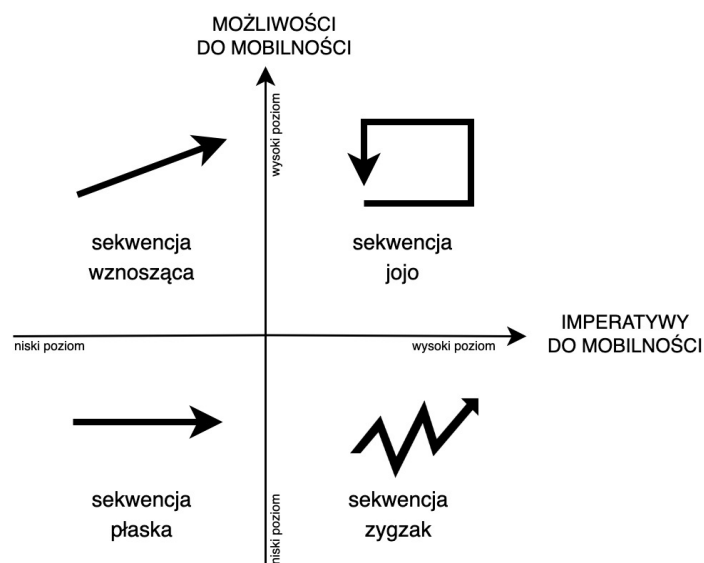 MOŻLIWOŚCI
DO MOBILNOŚCI
wysoki poziom
sekwencja
wznosząca
sekwencja
jojo
niski poziom
wysoki poziom
IMPERATYWY
DO MOBILNOŚCI
sekwencja
płaska
niski poziom
sekwencja
zygzak